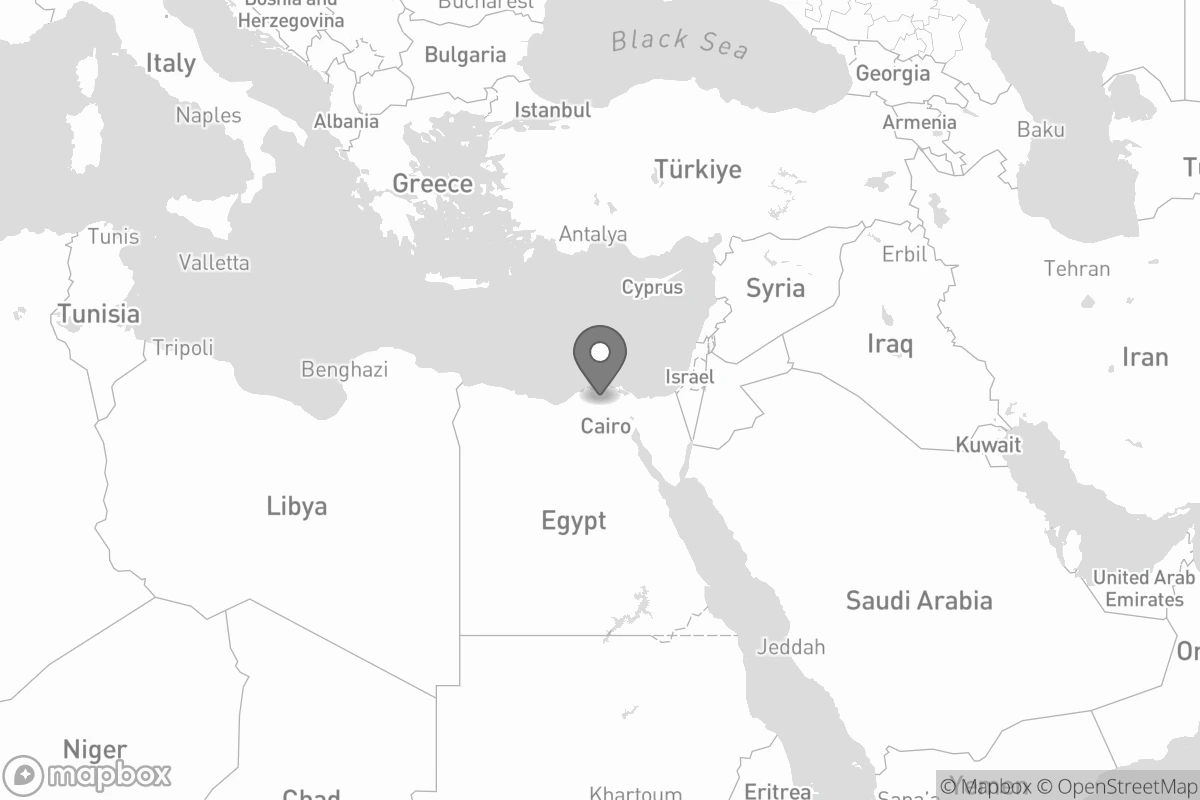 Bosnia and
Herzegovina
Bucharest
Black Sea
Italy
Bulgaria
Georgia
Naples
Albania
Istanbul
Armenia
Baku
Greece
Türkiye
Tunis
Valletta
Antalya
Erbil
Tehran
Cyprus
Syria
Tunisia
Tripoli
Benghazi
Israel
Iraq
Iran
Cairo
Kuwait
Libya
Egypt
United Arab
Emirates
Saudi Arabia
Jeddah
Niger
mapbox
Chad
Khartoum
Eritrea
Sana'a
Yemen
© Mapbox © OpenStreetMap